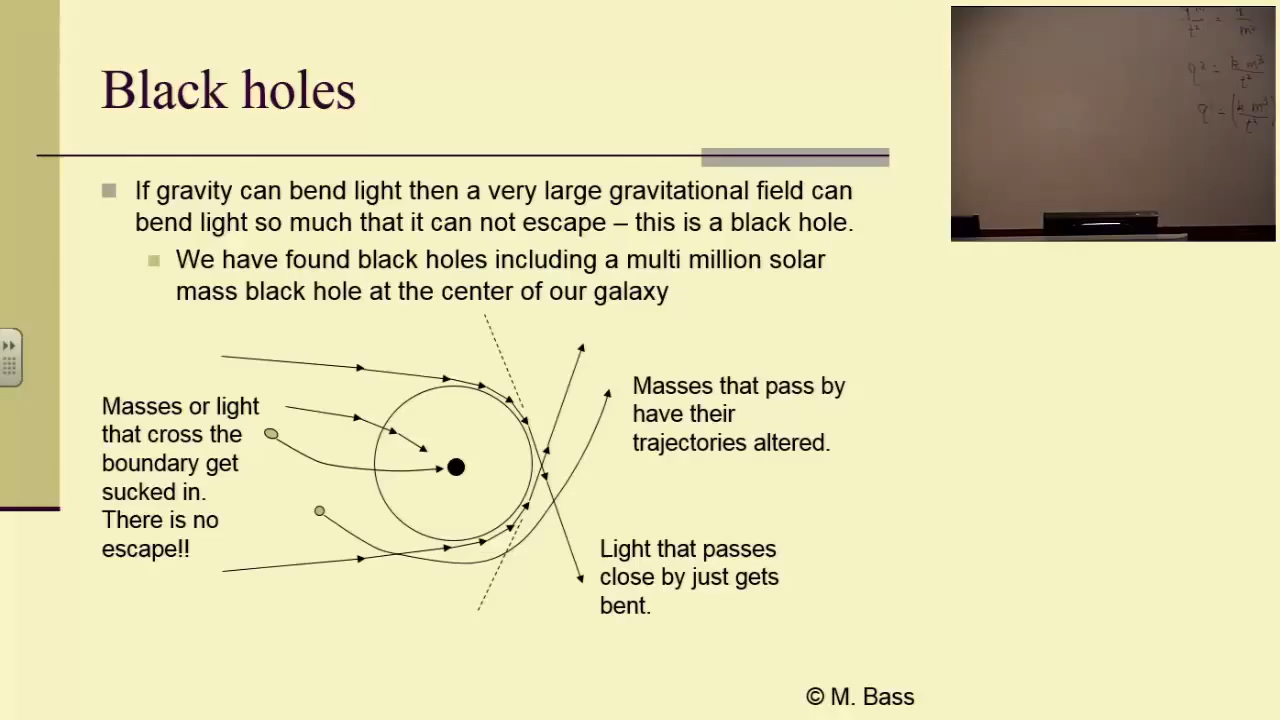 Black holes
If gravity can bend light then a very large gravitational field can
bend light so much that it can not escape – this is a black hole.
We have found black holes including a multi million solar
mass black hole at the center of our galaxy
Masses or light
that cross the
boundary get
sucked in.
There is no
escape!!
Masses that pass by
have their
trajectories altered.
Light that passes
close by just gets
bent.
© M. Bass